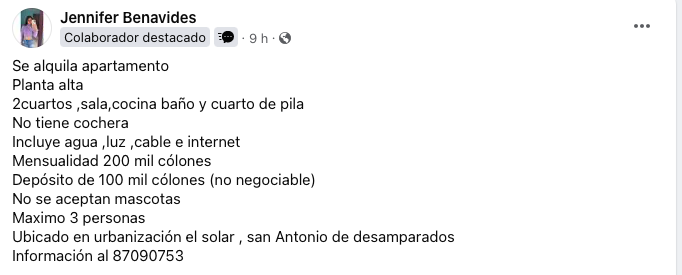 Jennifer Benavides
Colaborador destacado · 9 h ·
Se alquila apartamento
Planta alta
2cuartos ,sala,cocina baño y cuarto de pila
No tiene cochera
Incluye agua ,luz ,cable e internet
Mensualidad 200 mil cólones
Depósito de 100 mil cólones (no negociable)
No se aceptan mascotas
Maximo 3 personas
Ubicado en urbanización el solar , san Antonio de desamparados
Información al 87090753